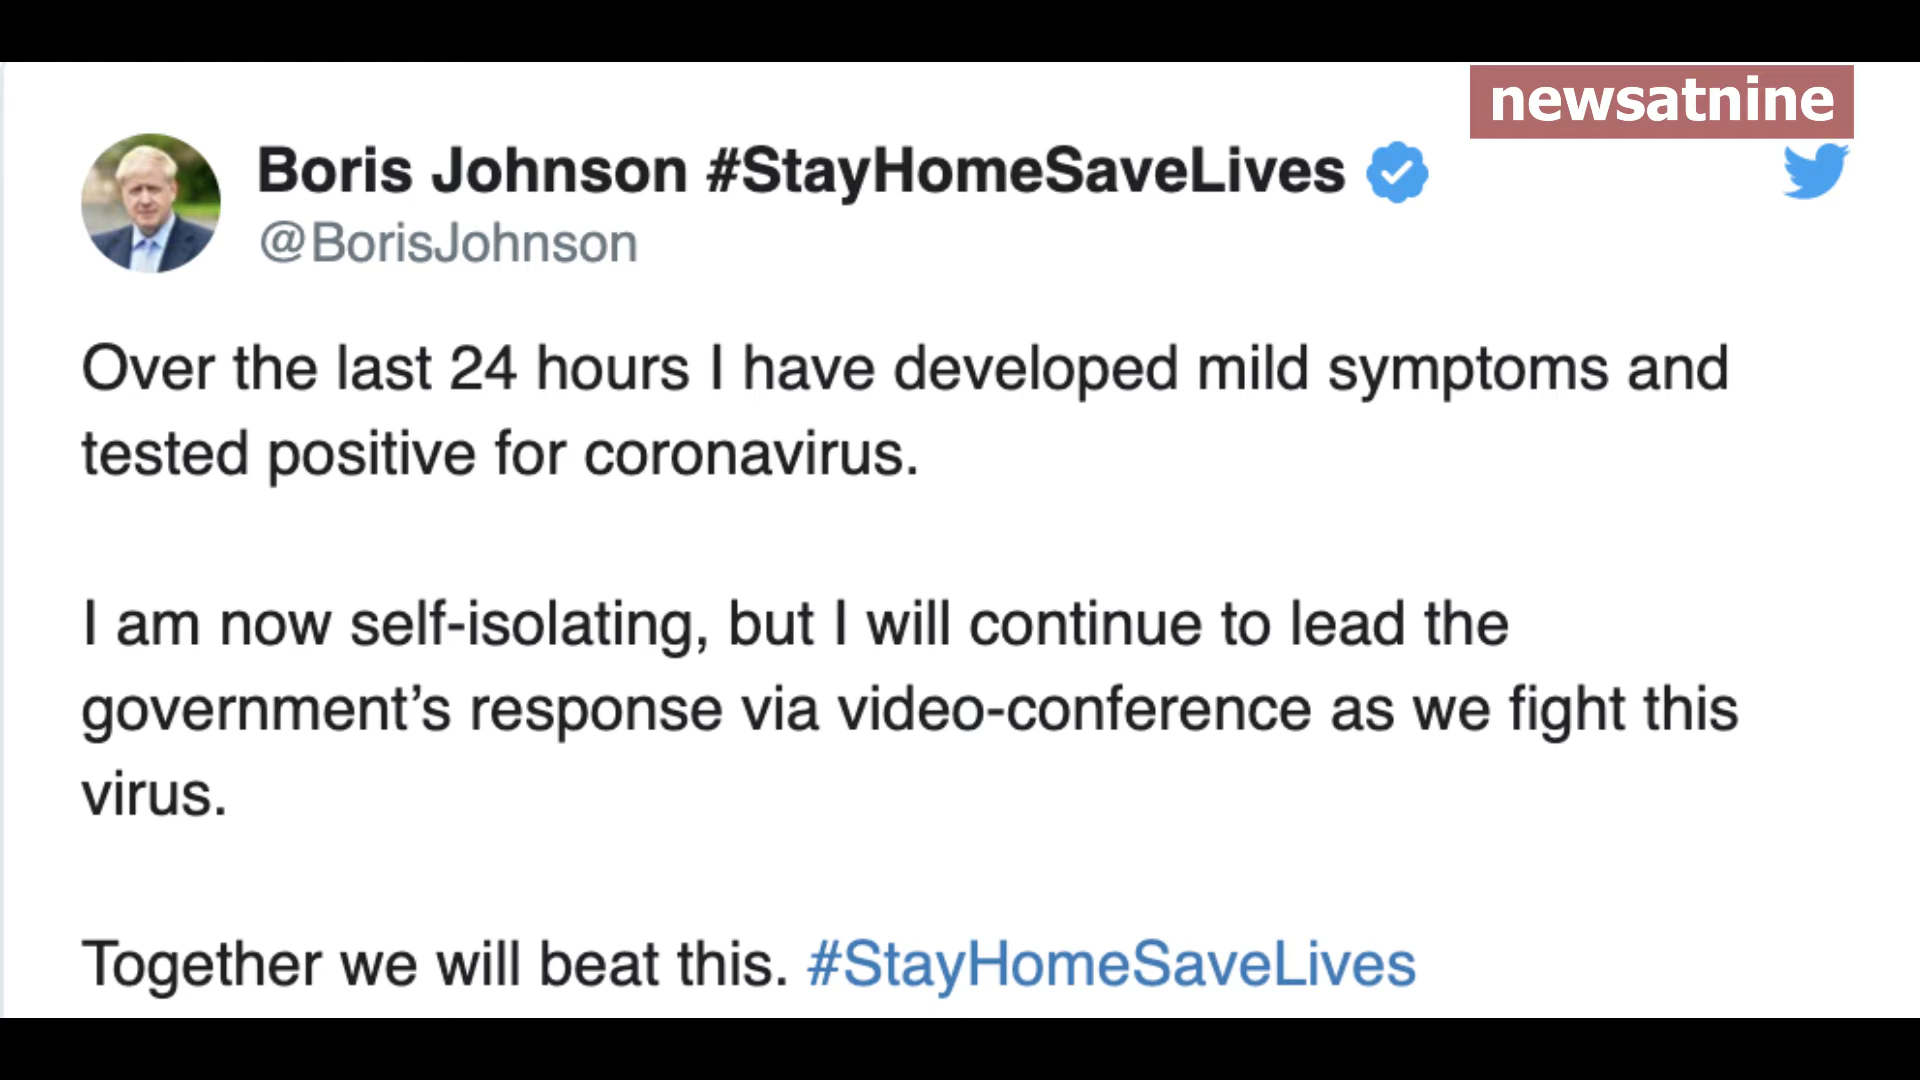 newsatnine
Boris Johnson #StayHomeSaveLives
@BorisJohnson
Over the last 24 hours I have developed mild symptoms and
tested positive for coronavirus.
I am now self-isolating, but I will continue to lead the
government’s response via video-conference as we fight this
virus.
Together we will beat this. #StayHomeSaveLives